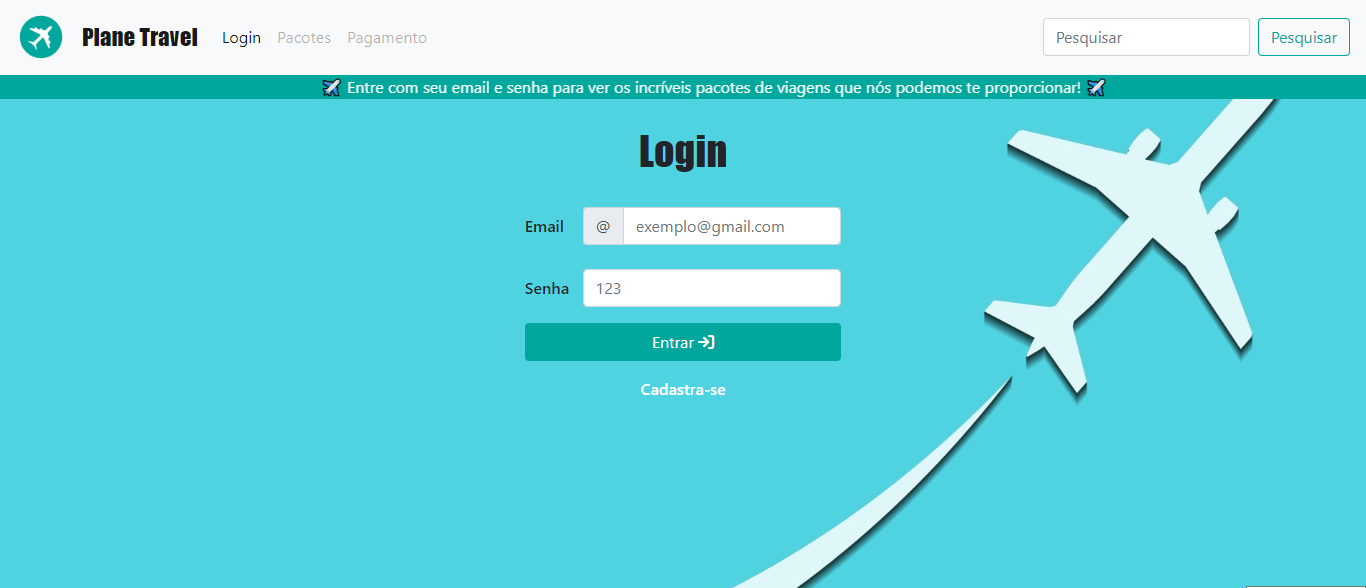 Plane Travel Login Pacotes Pagamento Pesquisar Pesquisar
Entre com seu email e senha para ver os incríveis pacotes de viagens que nós podemos te proporcionar!
Login
Email @ exemplo@gmail.com
Senha 123
Entrar
Cadastra-se